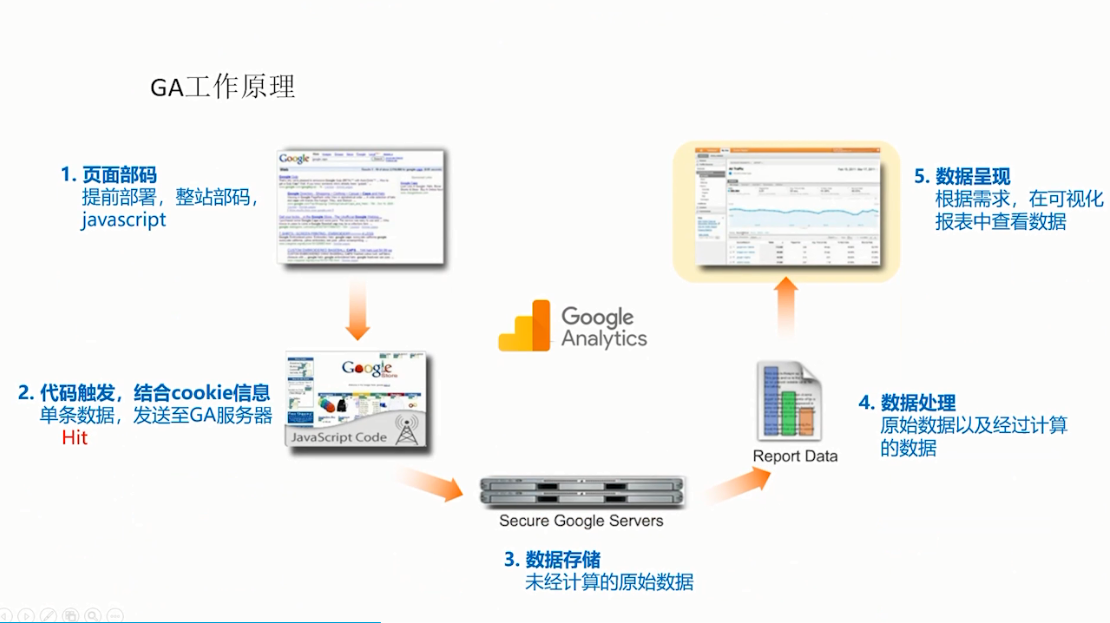 GA工作原理
1. 页面部码
提前部署，整站部码，
javascript
Google
2. 代码触发，结合cookie信息
单条数据，发送至GA服务器
Hit
Google
JavaScript Code
Google
Analytics
Secure Google Servers
3. 数据存储
未经计算的原始数据
Report Data
4. 数据处理
原始数据以及经过计算
的数据
5. 数据呈现
根据需求，在可视化
报表中查看数据